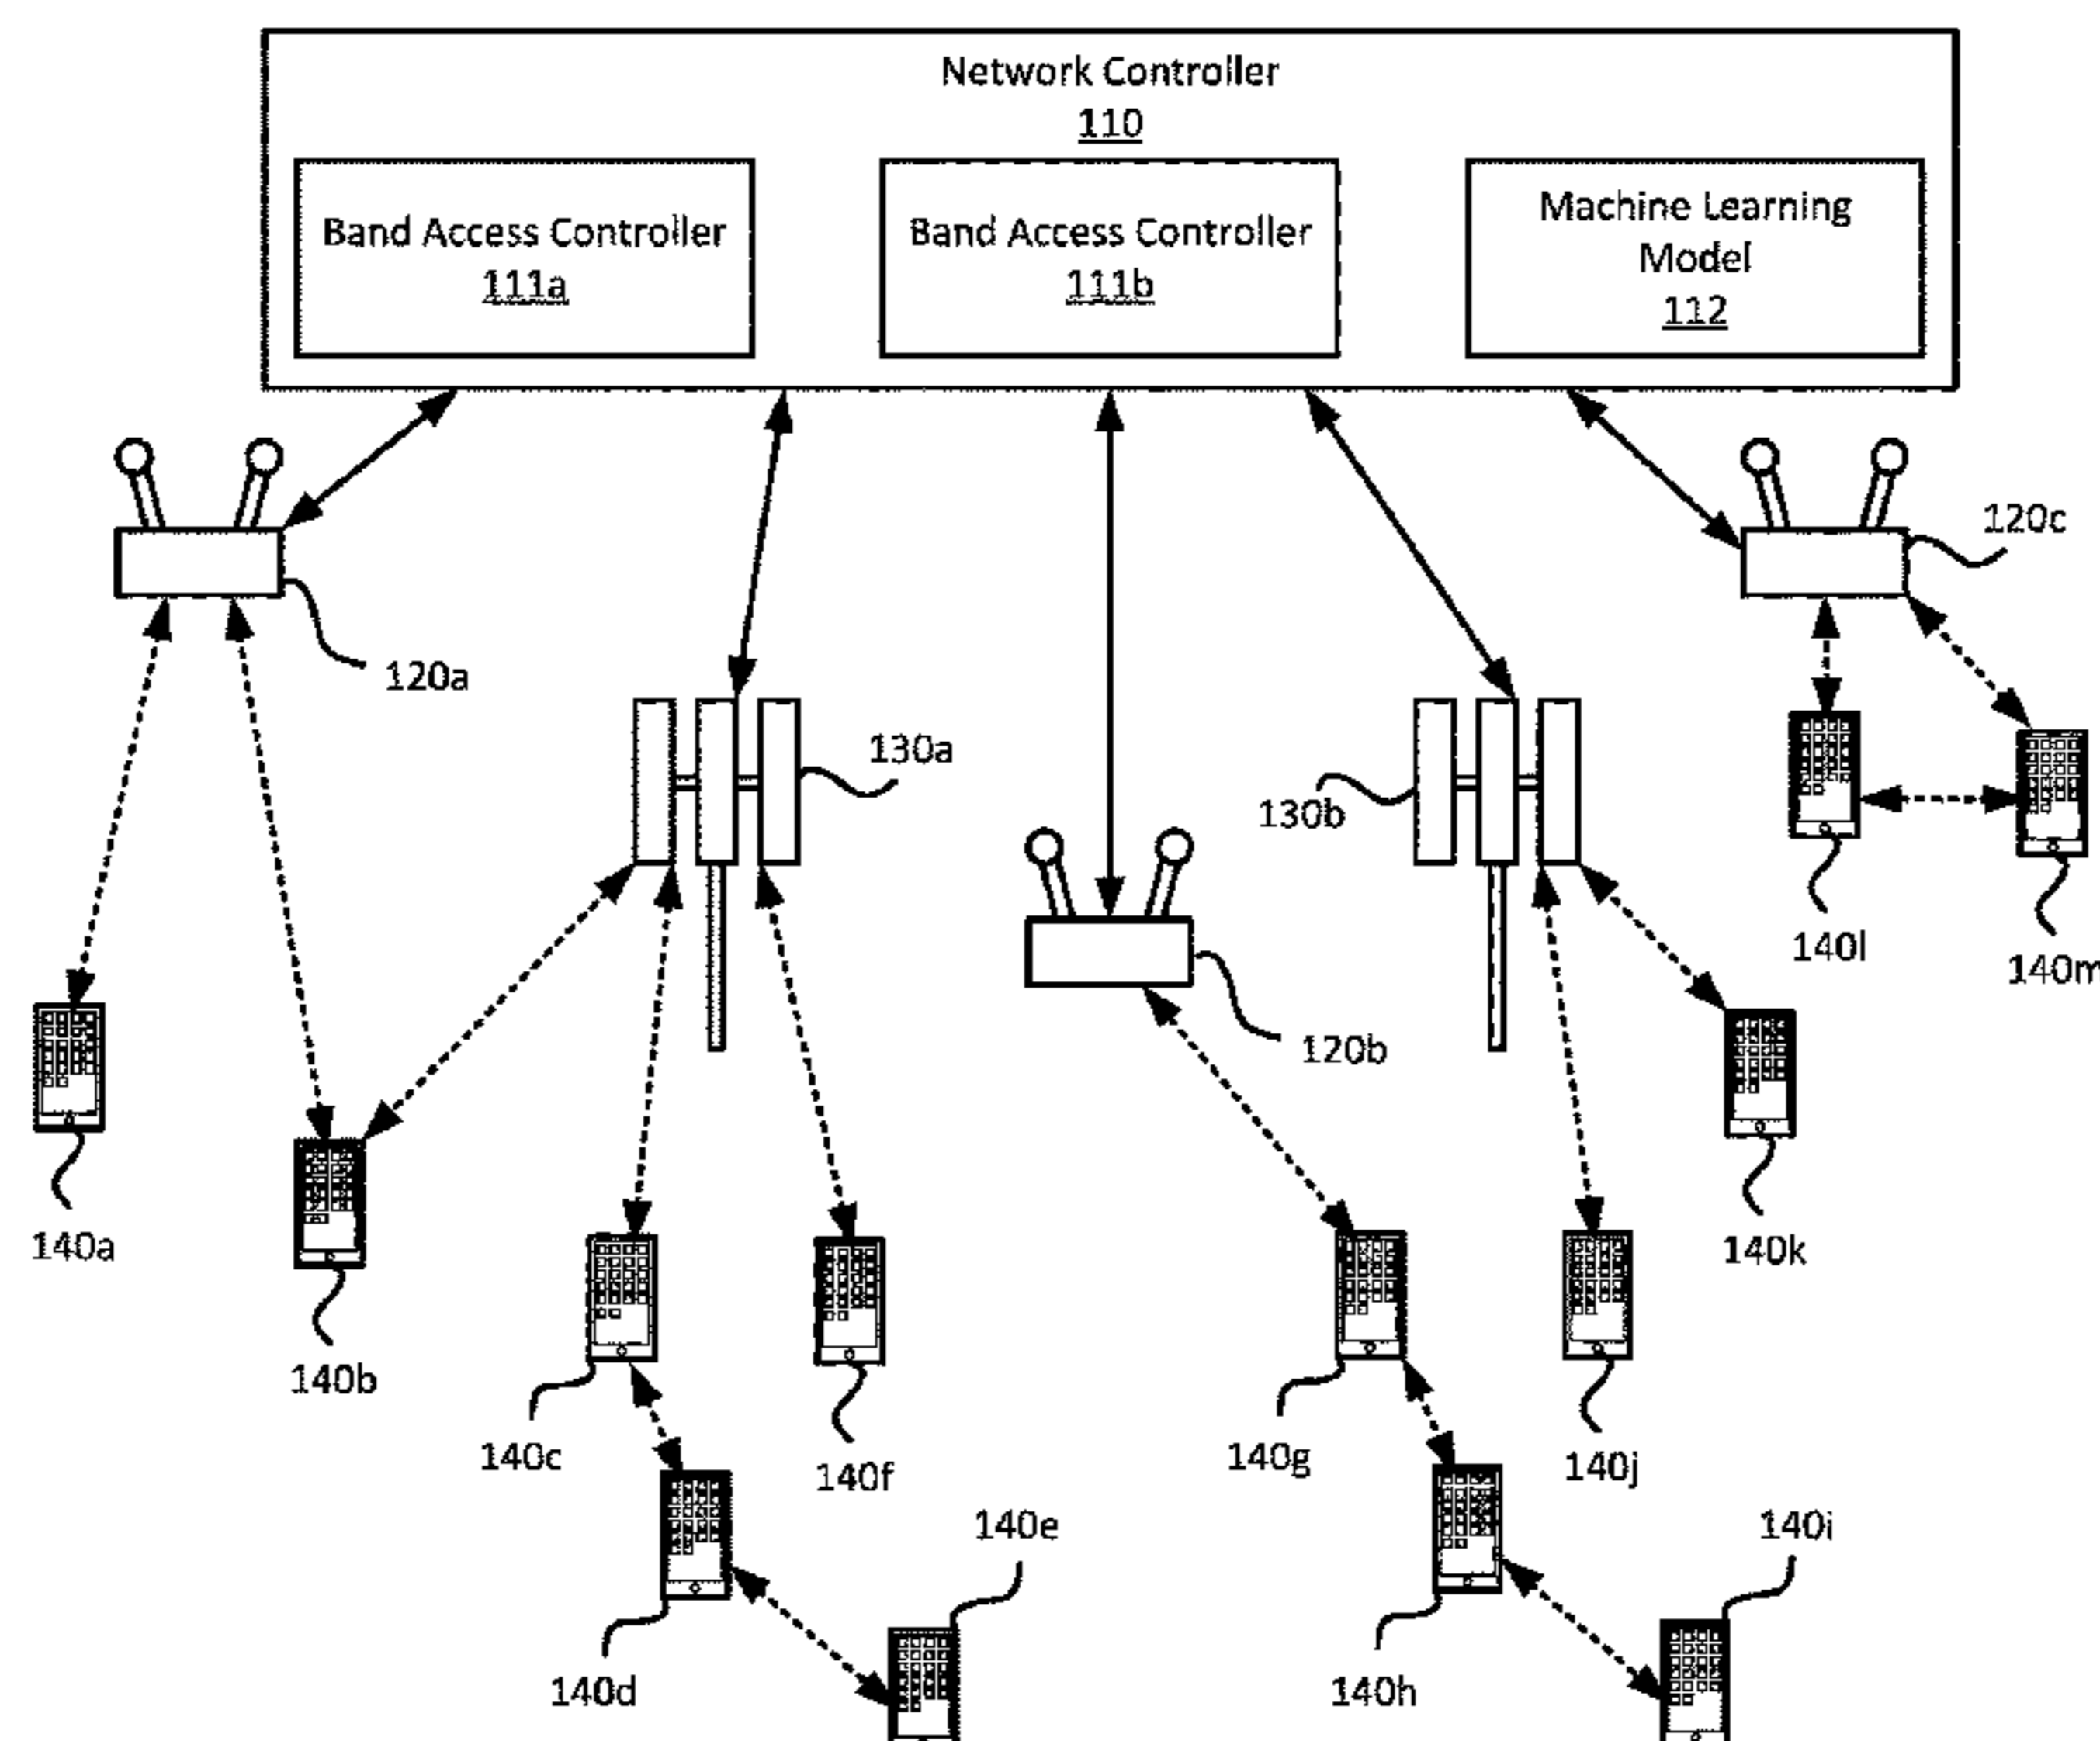 Network Controller
110
Band Access Controller
111a
Band Access Controller
111b
Machine Learning
Model
112
120c
120a
130a
130b
140l
140m
120b
140a
140k
140b
140c
140f
140g
140j
140e
140i
140d
140h